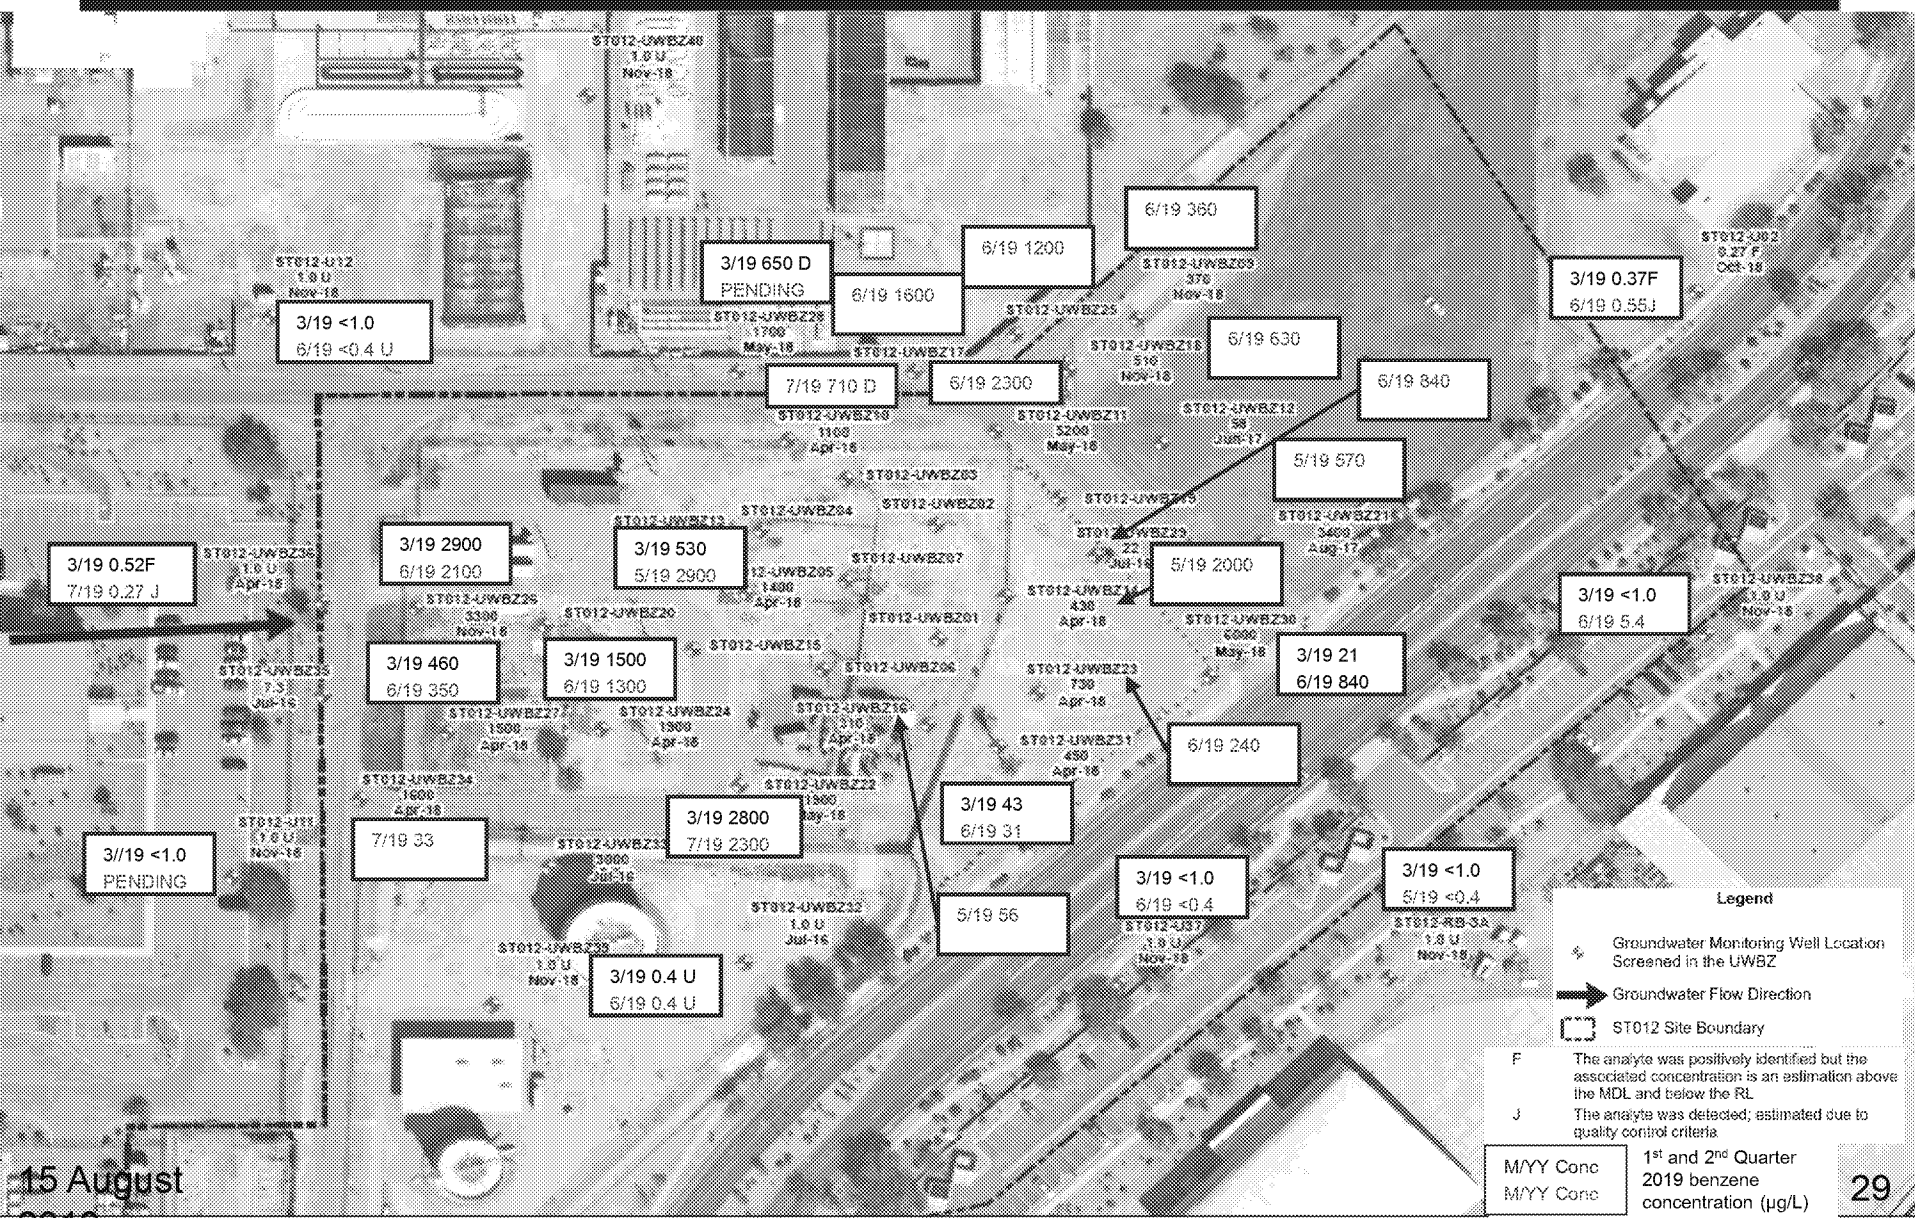 ST012-UWBZ40
1.0 U
Nov-18
6/19 360
6/19 1200
3/19 650 D
PENDING
6/19 1600
ST012-U02
0.27 F
Oct-18
3/19 0.37F
6/19 0.55J
ST012-U12
1.0 U
Nov-18
3/19 <1.0
6/19 <0.4 U
ST012-UWBZ09
370
Nov-18
ST012-UWBZ28
1700
May-18
ST012-UWBZ25
ST012-UWBZ17
ST012-UWBZ18
510
Nov-18
6/19 630
6/19 840
7/19 710 D
6/19 2300
ST012-UWBZ10
1100
Apr-18
ST012-UWBZ11
5200
May-18
ST012-UWBZ12
58
Jun-17
5/19 570
ST012-UWBZ03
ST012-UWBZ02
ST012-UWBZ04
ST012-UWBZ13
ST012-UWBZ29
22
Jul-16
ST012-UWBZ21
3400
Aug-17
3/19 0.52F
7/19 0.27 J
ST012-UWBZ36
1.0 U
Apr-18
3/19 2900
6/19 2100
3/19 530
5/19 2900
ST012-UWBZ07
12-UWBZ05
1400
Apr-18
5/19 2000
ST012-UWBZ14
430
Apr-18
3/19 <1.0
6/19 5.4
ST012-UWBZ38
1.0 U
Nov-18
ST012-UWBZ26
3300
Nov-18
ST012-UWBZ20
ST012-UWBZ01
ST012-UWBZ30
6000
May-18
3/19 21
6/19 840
3/19 460
6/19 350
3/19 1500
6/19 1300
ST012-UWBZ15
ST012-UWBZ06
ST012-UWBZ23
730
Apr-18
ST012-UWBZ35
7.3
Jul-16
ST012-UWBZ27
1500
Apr-18
ST012-UWBZ24
1900
Apr-18
ST012-UWBZ16
310
Apr-18
ST012-UWBZ31
450
Apr-18
6/19 240
ST012-UWBZ34
1600
Apr-18
ST012-UWBZ22
1900
May-18
3/19 43
6/19 31
3/19 2800
7/19 2300
ST012-U11
1.0 U
Nov-18
7/19 33
3//19 <1.0
PENDING
ST012-UWBZ33
3000
Jul-16
3/19 <1.0
6/19 <0.4
3/19 <1.0
5/19 <0.4
ST012-UWBZ32
1.0 U
Jul-16
5/19 56
ST012-U37
1.0 U
Nov-18
ST012-RB-3A
1.0 U
Nov-18
ST012-UWBZ39
1.0 U
Nov-18
3/19 0.4 U
6/19 0.4 U
Legend
Groundwater Monitoring Well Location
Screened in the UWBZ
Groundwater Flow Direction
ST012 Site Boundary
F The analyte was positively identified but the
associated concentration is an estimation above
the MDL and below the RL
J The analyte was detected; estimated due to
quality control criteria
M/YY Conc
M/YY Conc
1st and 2nd Quarter
2019 benzene
concentration (µg/L)
15 August
29